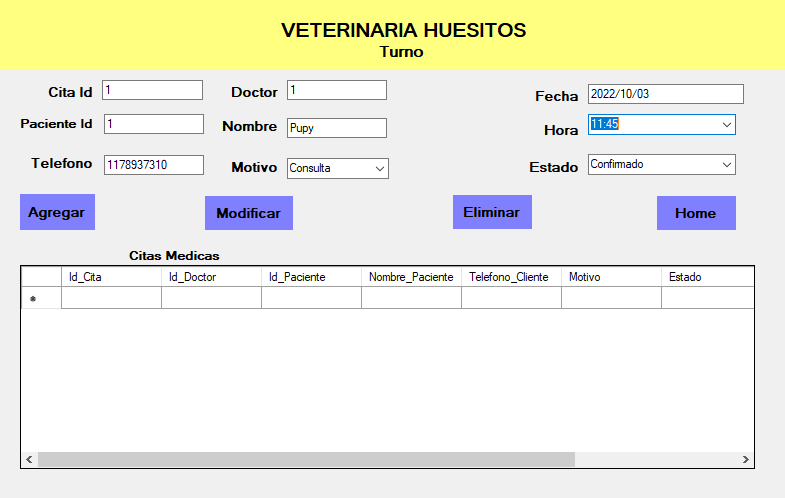 VETERINARIA HUESITOS
Turno
Cita Id 1 Doctor 1 Fecha 2022/10/03
Paciente Id 1 Nombre Pupy Hora 11:45
Telefono 1178937310 Motivo Consulta Estado Confirmado
Agregar Modificar Eliminar Home
Citas Medicas
Id_Cita Id_Doctor Id_Paciente Nombre_Paciente Telefono_Cliente Motivo Estado